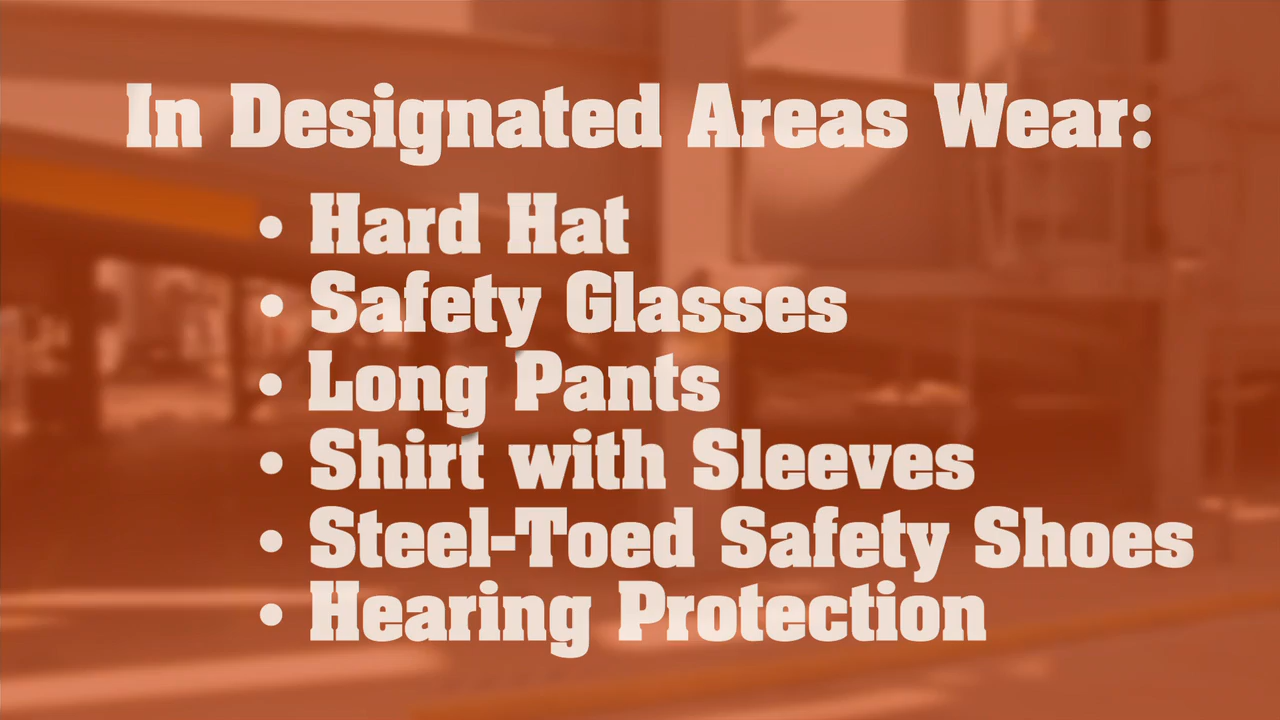 In Designated Areas Wear:
• Hard Hat
• Safety Glasses
• Long Pants
• Shirt with Sleeves
• Steel-Toed Safety Shoes
• Hearing Protection